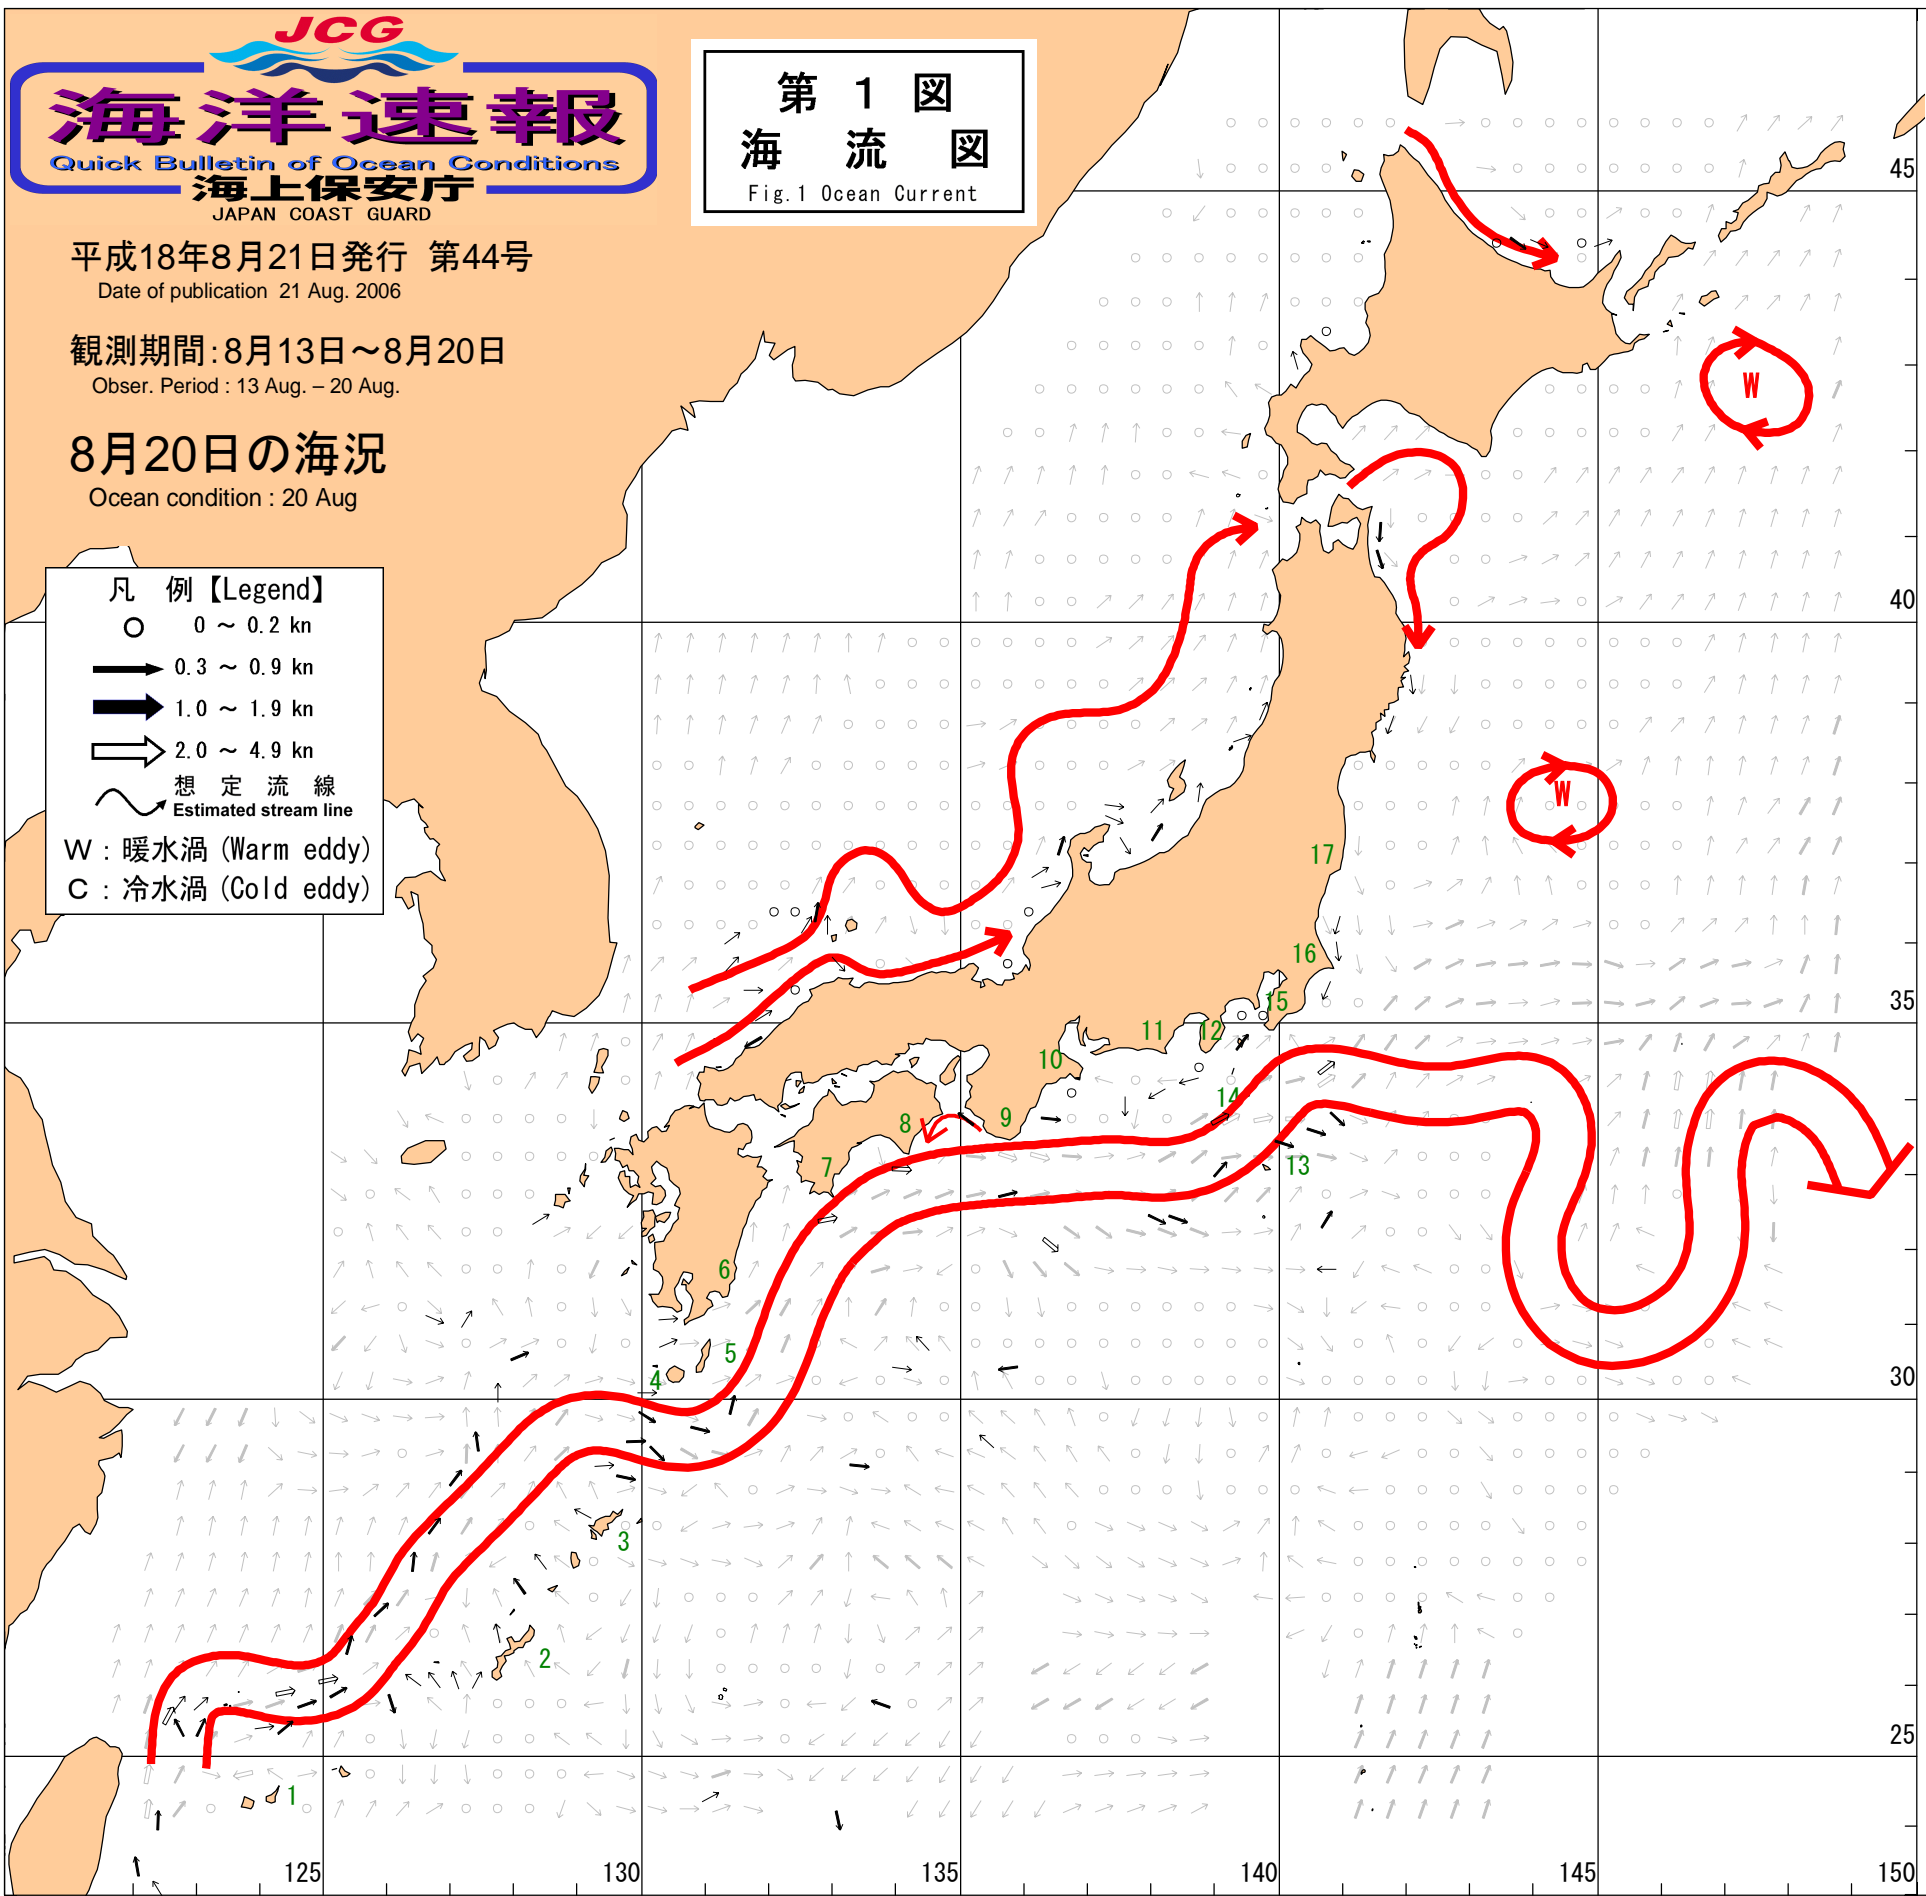 JCG
海洋速報
Quick Bulletin of Ocean Conditions
海上保安庁
JAPAN COAST GUARD
平成18年8月21日発行 第44号
Date of publication 21 Aug. 2006
観測期間:8月13日~8月20日
Obser. Period : 13 Aug. – 20 Aug.
8月20日の海況
Ocean condition : 20 Aug
第 1 図
海 流 図
Fig.1 Ocean Current
凡 例【Legend】
0 ~ 0.2 kn
0.3 ~ 0.9 kn
1.0 ~ 1.9 kn
2.0 ~ 4.9 kn
想 定 流 線
Estimated stream line
W : 暖水渦 (Warm eddy)
C : 冷水渦 (Cold eddy)
45
W
40
W
17
16
15
35
11
12
10
14
9
8
7
13
6
5
4
30
3
2
25
1
125
130
135
140
145
150